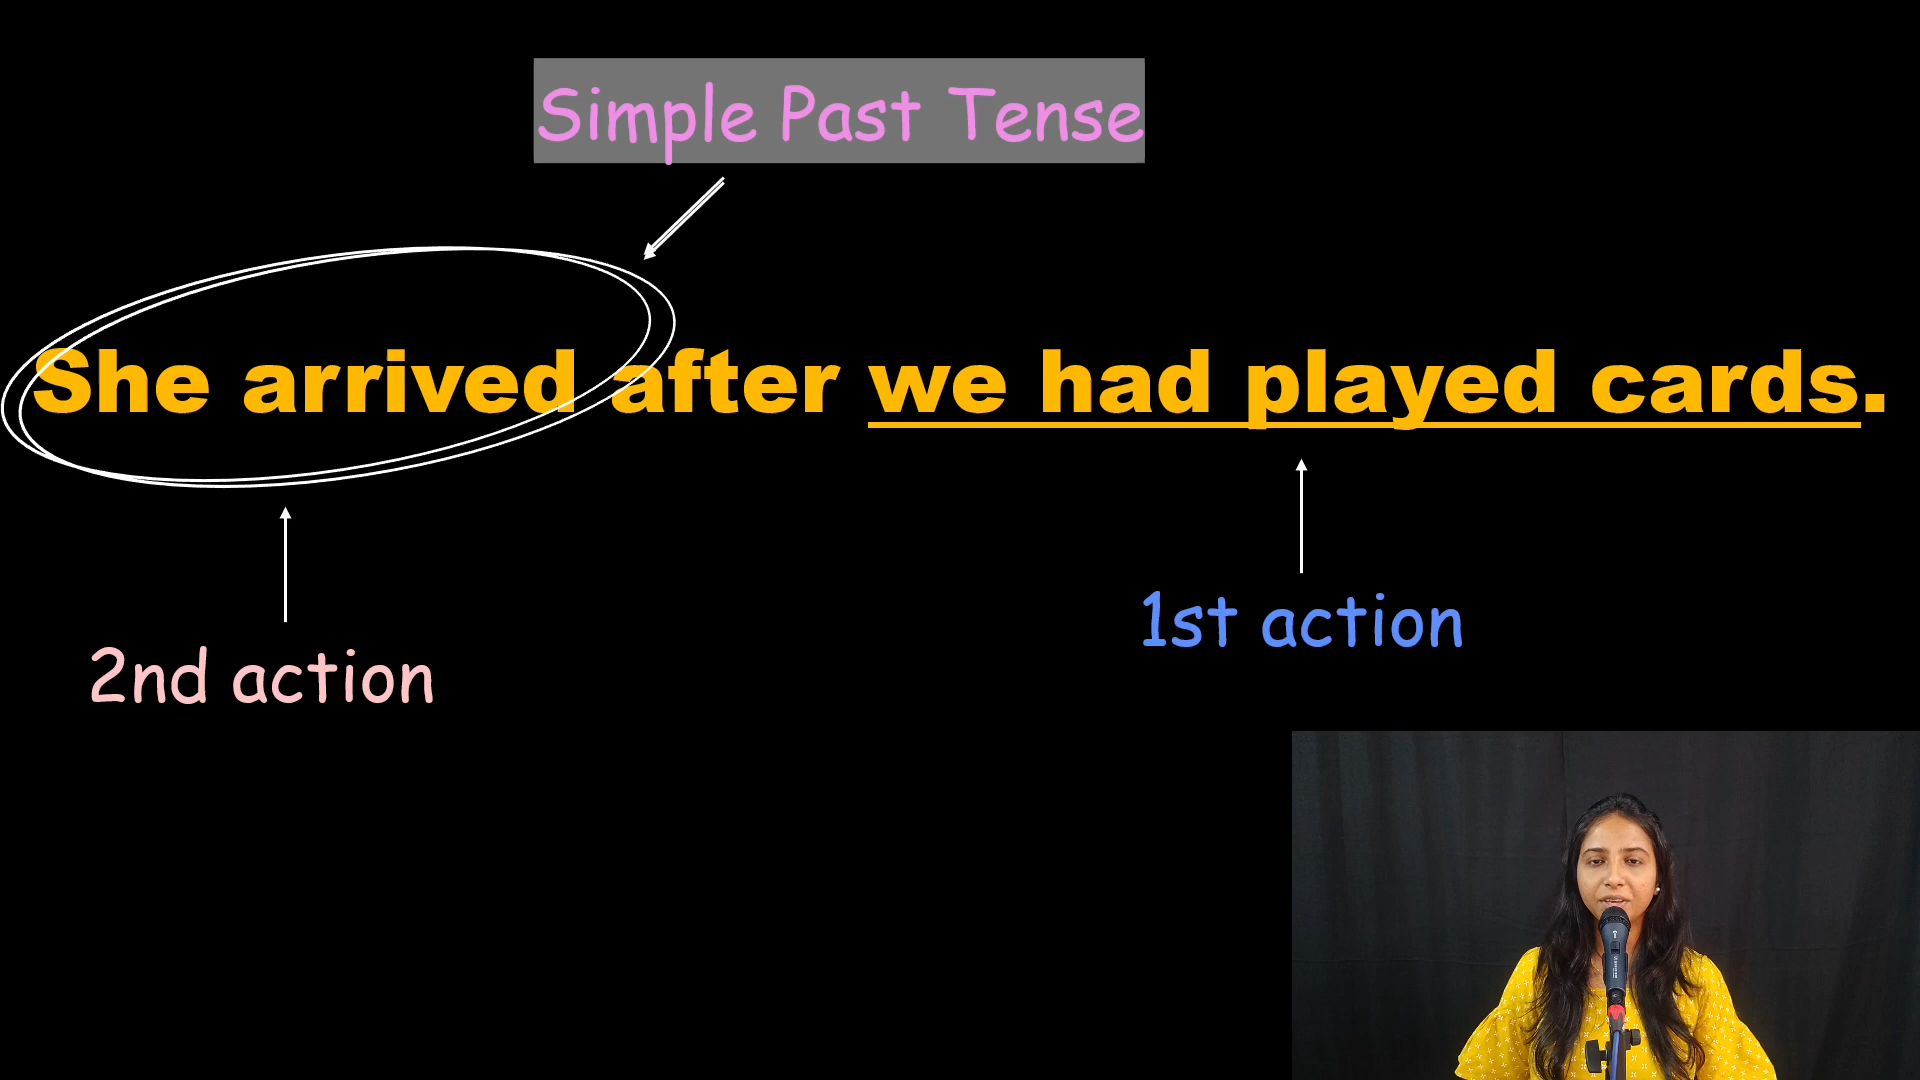 Simple Past Tense
She arrived after we had played cards.
1st action
2nd action